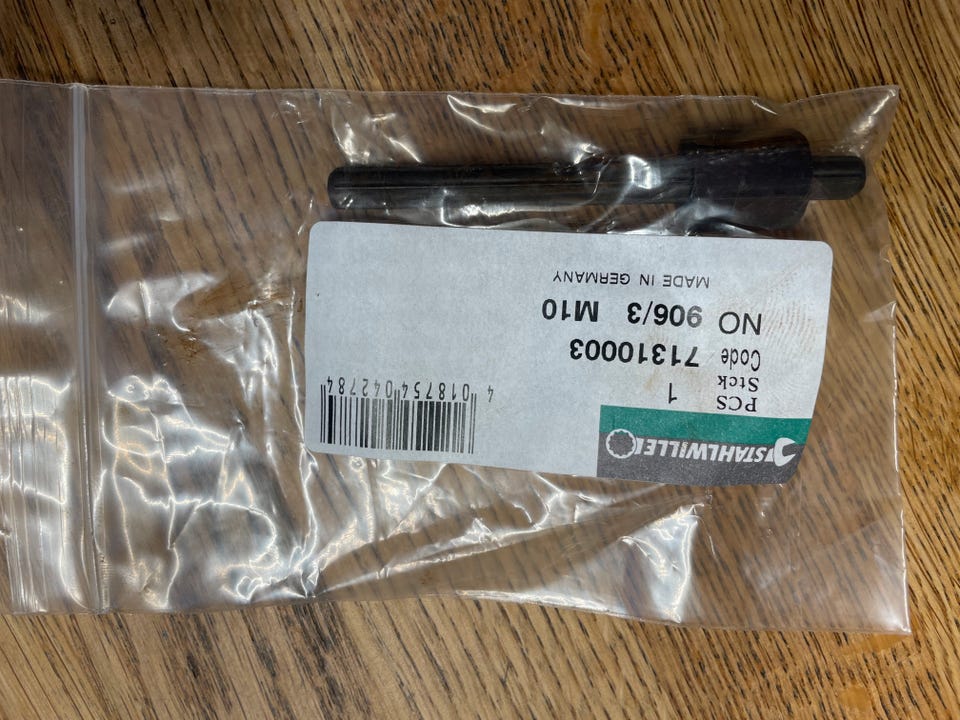 STAHLWILLE
PCS
Stck 1
Code 71310003
NO 906/3 M10
MADE IN GERMANY
4 018754 042784